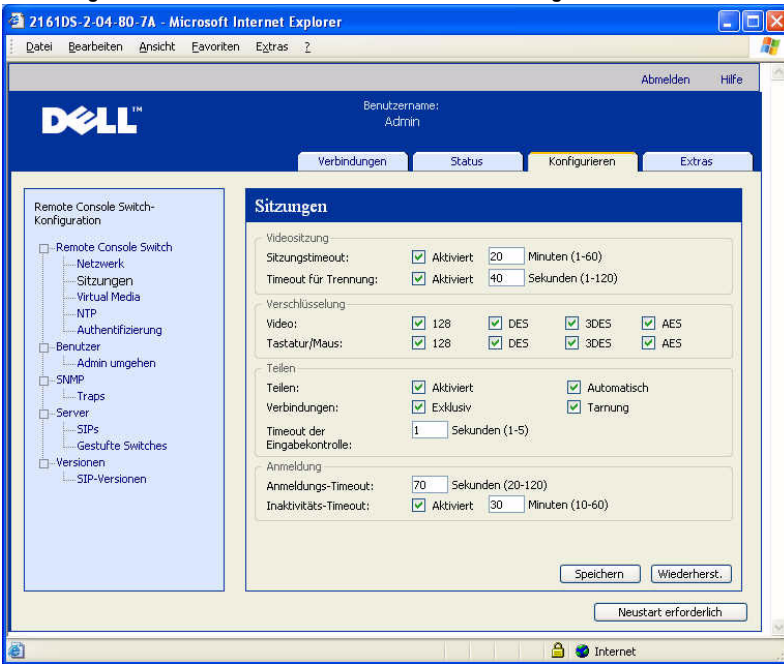 2161DS-2-04-80-7A - Microsoft Internet Explorer
Datei Bearbeiten Ansicht Favoriten Extras ?
Abmelden Hilfe
DELL™
Benutzername:
Admin
Verbindungen Status Konfigurieren Extras
Remote Console Switch-
Konfiguration
Remote Console Switch
Netzwerk
Sitzungen
Virtual Media
NTP
Authentifizierung
Benutzer
Admin umgehen
SNMP
Traps
Server
SIPs
Gestufte Switches
Versionen
SIP-Versionen
Sitzungen
Videositzung
Sitzungstimeout: Aktiviert 20 Minuten (1-60)
Timeout für Trennung: Aktiviert 40 Sekunden (1-120)
Verschlüsselung
Video: 128 DES 3DES AES
Tastatur/Maus: 128 DES 3DES AES
Teilen
Teilen: Aktiviert Automatisch
Verbindungen: Exklusiv Tarnung
Timeout der
Eingabekontrolle: 1 Sekunden (1-5)
Anmeldung
Anmeldungs-Timeout: 70 Sekunden (20-120)
Inaktivitäts-Timeout: Aktiviert 30 Minuten (10-60)
Speichern Wiederherst.
Neustart erforderlich
Internet